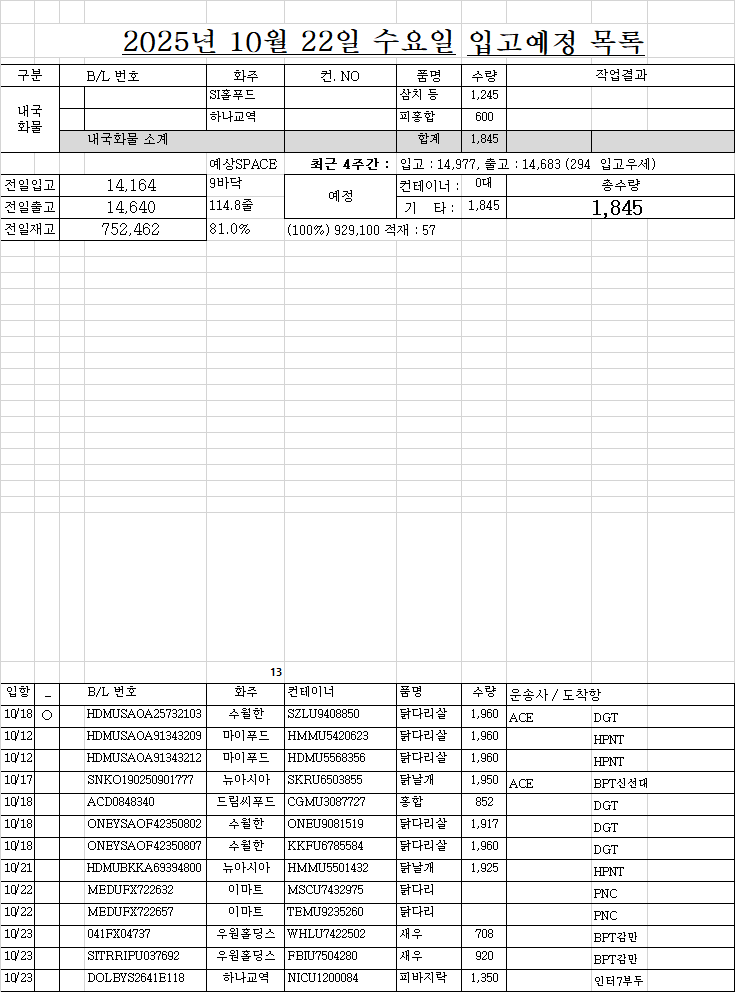 2025년 10월 22일 수요일 입고예정 목록
구분 B/L 번호 화주 컨. NO 품명 수량 작업결과
내국 화물
SI홀푸드 삼치 등 1,245
하나교역 피홍합 600
내국화물 소계 합계 1,845
예상SPACE 최근 4주간 : 입고 : 14,977, 출고 : 14,683 (294 입고우세)
전일입고 14,164 9바닥 예정 컨테이너 : 0대 총수량
전일출고 14,640 114.8줄 기 타 : 1,845 1,845
전일재고 752,462 81.0% (100%) 929,100 적재 : 57
13
입항 _ B/L 번호 화주 컨테이너 품명 수량 운송사 / 도착항
10/18 ○ HDMUSAOA25732103 수월한 SZLU9408850 닭다리살 1,960 ACE DGT
10/12 HDMUSAOA91343209 마이푸드 HMMU5420623 닭다리살 1,960 HPNT
10/12 HDMUSAOA91343212 마이푸드 HDMU5568356 닭다리살 1,960 HPNT
10/17 SNKO190250901777 뉴아시아 SKRU6503855 닭날개 1,950 ACE BPT신선대
10/18 ACD0848340 드림씨푸드 CGMU3087727 홍합 852 DGT
10/18 ONEYSAOF42350802 수월한 ONEU9081519 닭다리살 1,917 DGT
10/18 ONEYSAOF42350807 수월한 KKFU6785584 닭다리살 1,960 DGT
10/21 HDMUBKKA69394800 뉴아시아 HMMU5501432 닭날개 1,925 HPNT
10/22 MEDUFX722632 이마트 MSCU7432975 닭다리 PNC
10/22 MEDUFX722657 이마트 TEMU9235260 닭다리 PNC
10/23 041FX04737 우원홀딩스 WHLU7422502 새우 708 BPT감만
10/23 SITRRIPU037692 우원홀딩스 FBIU7504280 새우 920 BPT감만
10/23 DOLBYS2641E118 하나교역 NICU1200084 피바지락 1,350 인터7부두